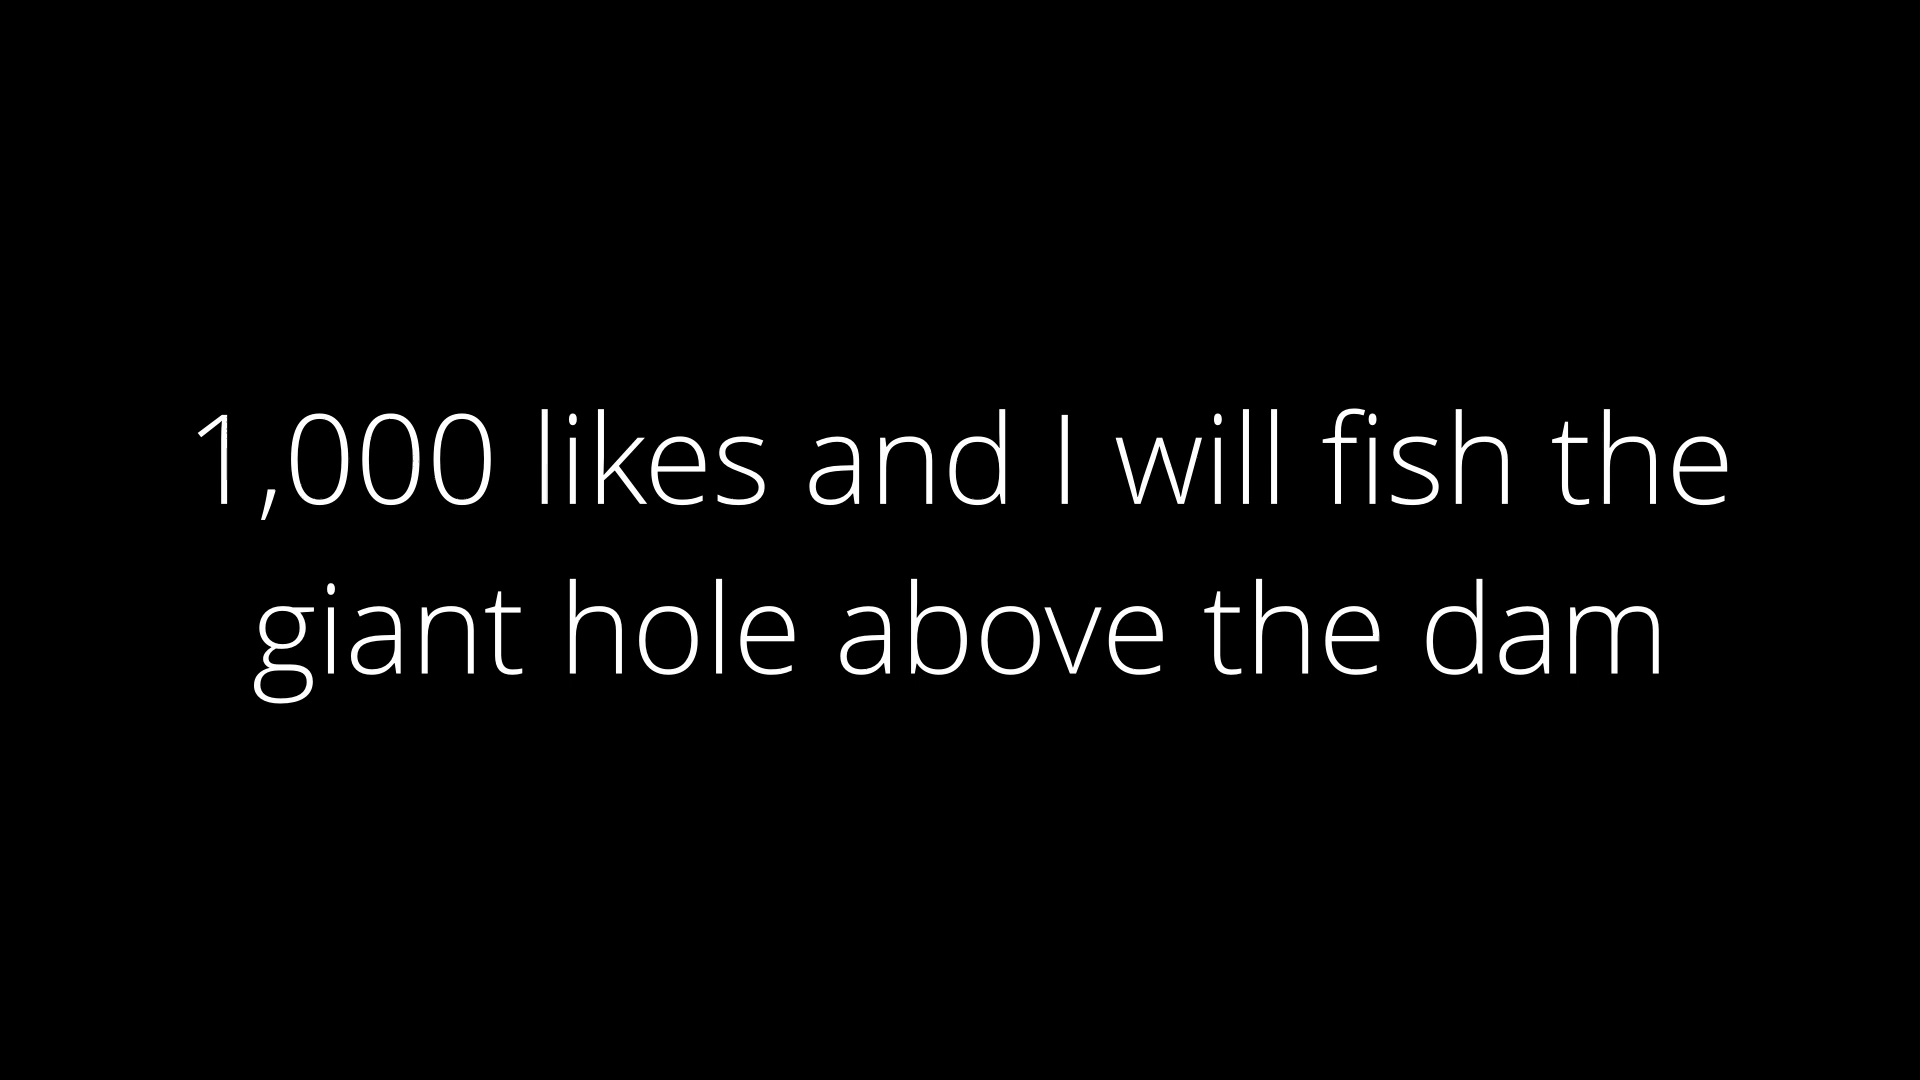 1,000 likes and I will fish the
giant hole above the dam